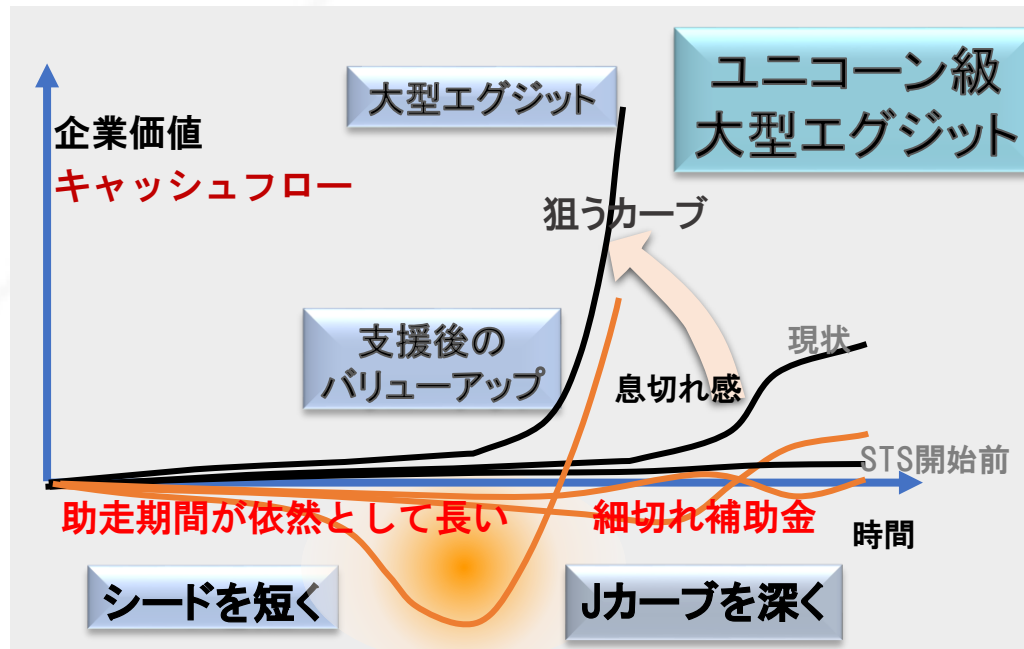 ユニコーン級
大型エグジット
大型エグジット
企業価値
キャッシュフロー
狙うカーブ
支援後の
バリューアップ
現状
息切れ感
STS開始前
助走期間が依然として長い
細切れ補助金
時間
シードを短く
Jカーブを深く